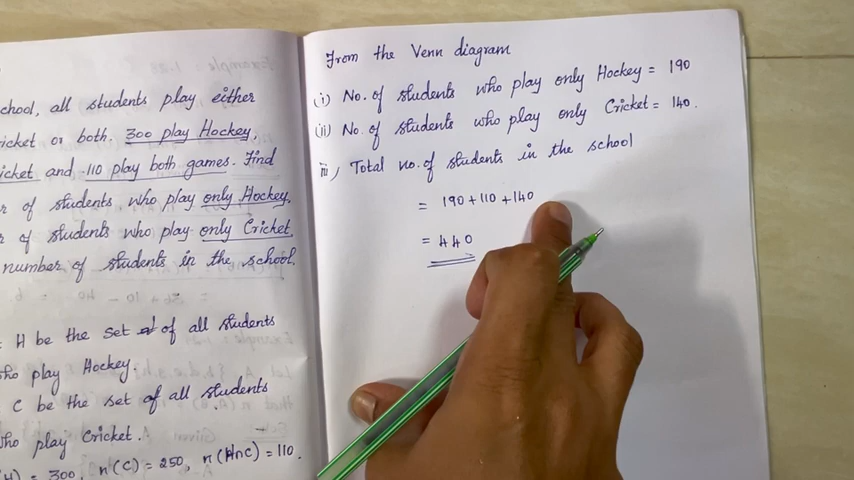 chool, all students play either
ricket or both. 300 play Hockey,
icket and 110 play both games. Find
r of students who play only Hockey.
r of students who play only Cricket.
number of students in the school.
H be the set of all students
who play Hockey.
C be the set of all students
who play Cricket.
(H) = 300, n(C) = 250, n(H∩C) = 110.
From the Venn diagram
(i) No. of students who play only Hockey = 190
(ii) No. of students who play only Cricket = 140.
iii) Total no. of students in the school
= 190 + 110 + 140
= 440